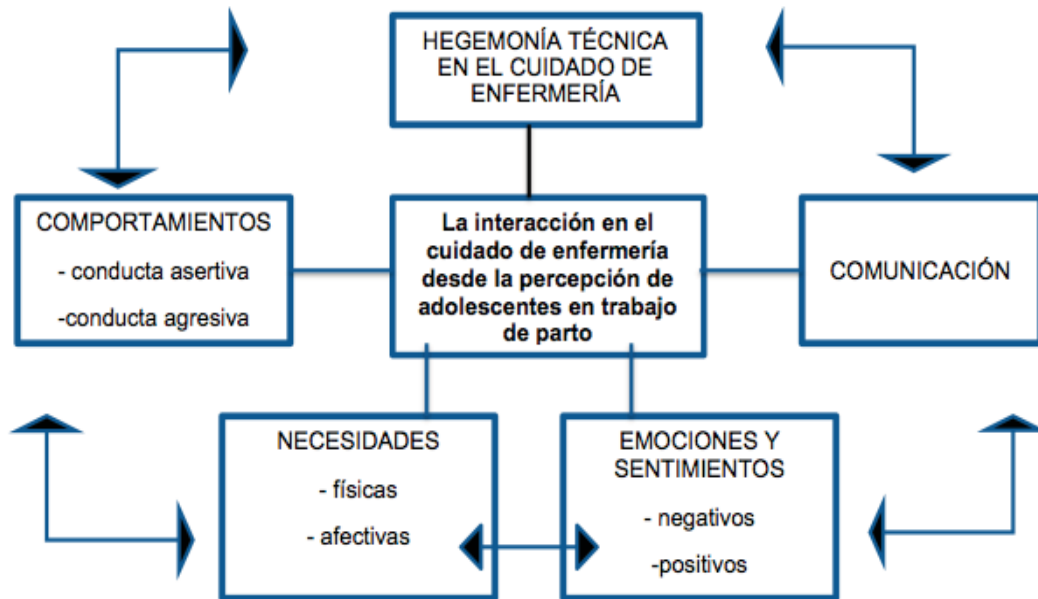 HEGEMONÍA TÉCNICA
EN EL CUIDADO DE
ENFERMERÍA
COMPORTAMIENTOS
- conducta asertiva
-conducta agresiva
La interacción en el
cuidado de enfermería
desde la percepción de
adolescentes en trabajo
de parto
COMUNICACIÓN
NECESIDADES
- físicas
- afectivas
EMOCIONES Y
SENTIMIENTOS
- negativos
-positivos